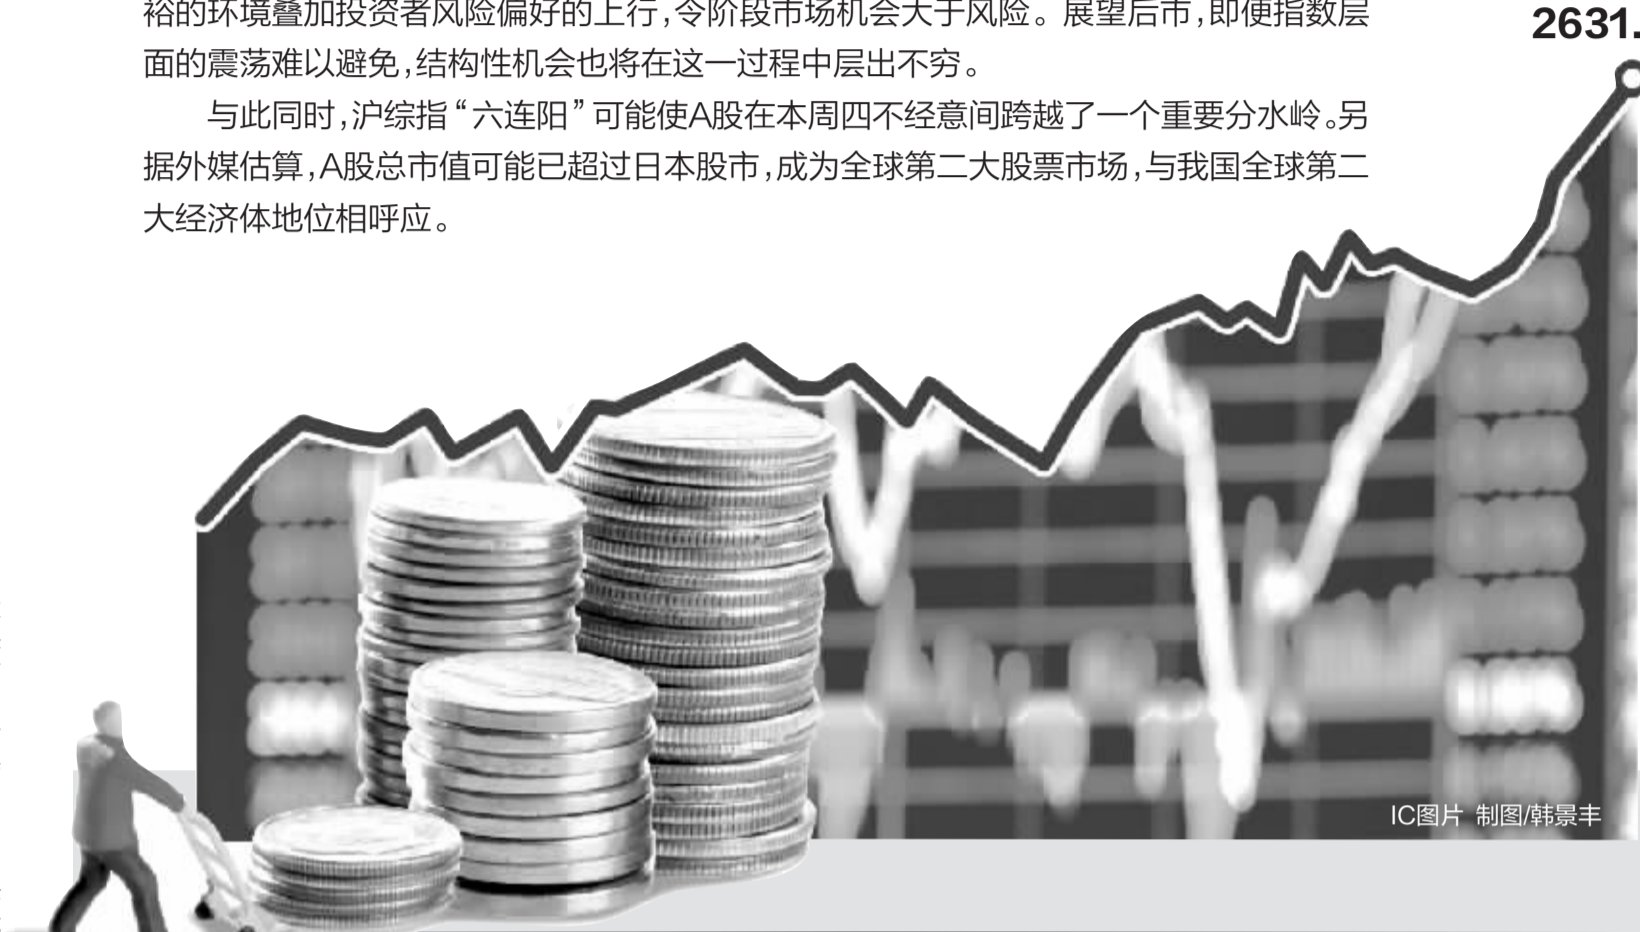 裕的环境叠加投资者风险偏好的上行,令阶段市场机会大于风险。展望后市,即便指数层
面的震荡难以避免,结构性机会也将在这一过程中层出不穷。
与此同时,沪综指“六连阳”可能使A股在本周四不经意间跨越了一个重要分水岭。另
据外媒估算,A股总市值可能已超过日本股市,成为全球第二大股票市场,与我国全球第二
大经济体地位相呼应。
2631.
IC图片 制图/韩景丰